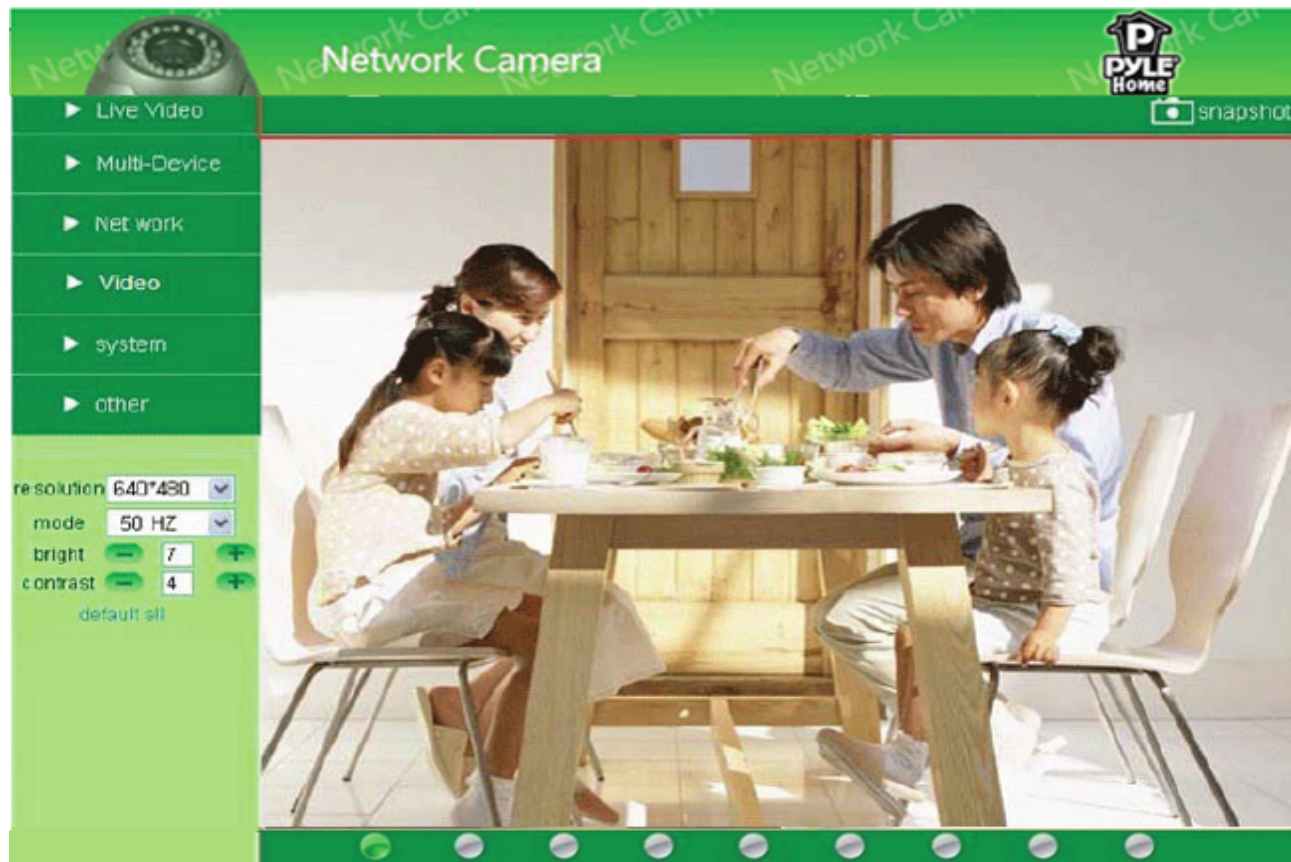 Network Camera
PYLE
Home
snapshot
Live Video
Multi-Device
Net work
Video
system
other
resolution 640*480
mode 50 HZ
bright 7
contrast 4
default all